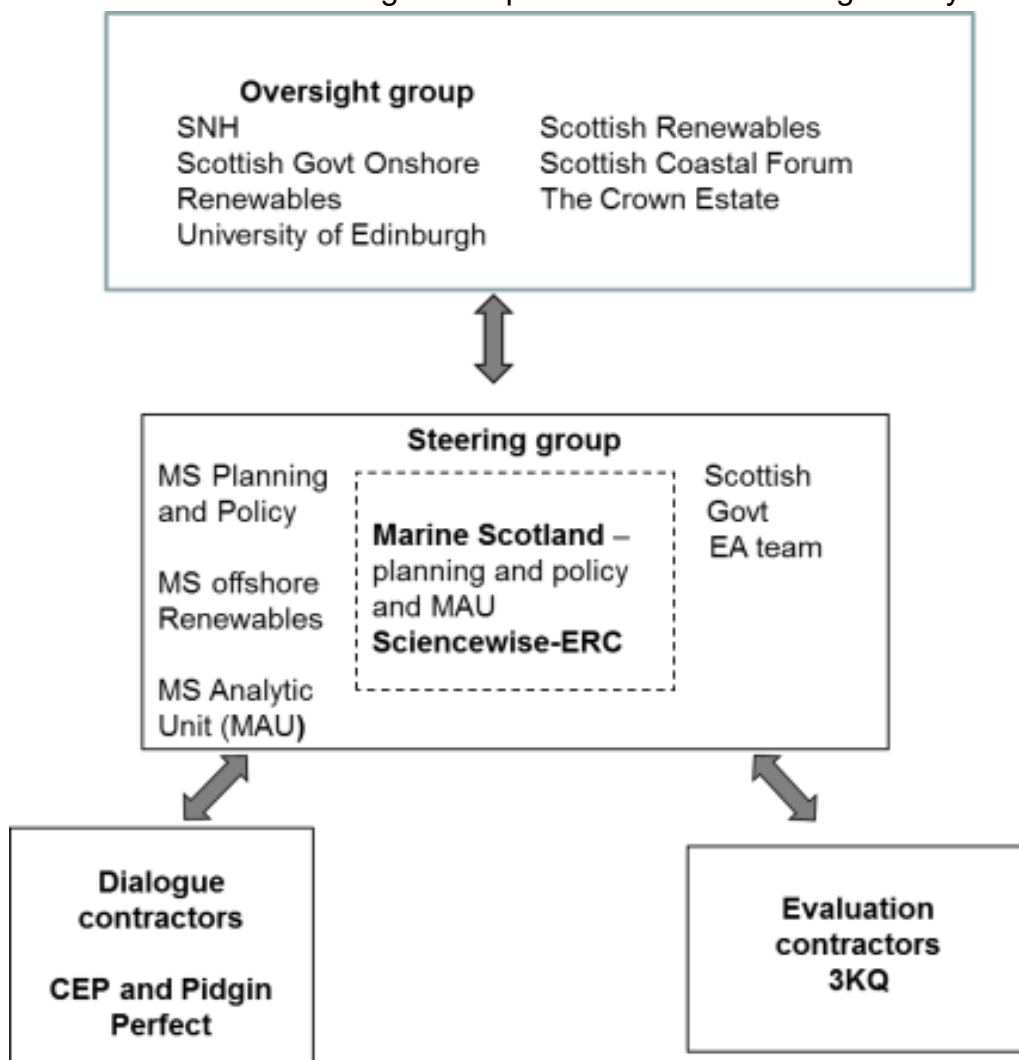 Oversight group
SNH
Scottish Govt Onshore
Renewables
University of Edinburgh
Scottish Renewables
Scottish Coastal Forum
The Crown Estate
Steering group
MS Planning
and Policy
MS offshore
Renewables
MS Analytic
Unit (MAU)
Marine Scotland –
planning and policy
and MAU
Sciencewise-ERC
Scottish
Govt
EA team
Dialogue
contractors
CEP and Pidgin
Perfect
Evaluation
contractors
3KQ